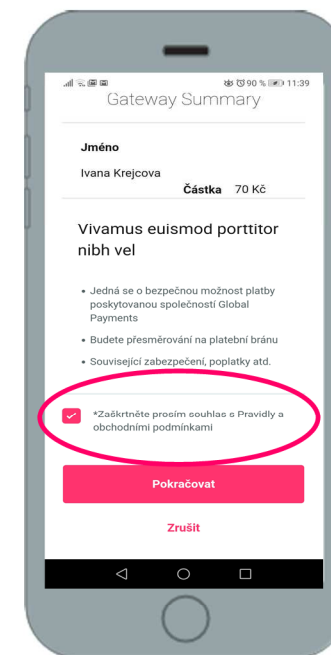 90 % 11:39
Gateway Summary
Jméno
Ivana Krejcova
Částka 70 Kč
Vivamus euismod porttitor
nibh vel
• Jedná se o bezpečnou možnost platby
poskytovanou společností Global
Payments
• Budete přesměrování na platební bránu
• Související zabezpečení, poplatky atd.
*Zaškrtněte prosím souhlas s Pravidly a
obchodními podmínkami
Pokračovat
Zrušit